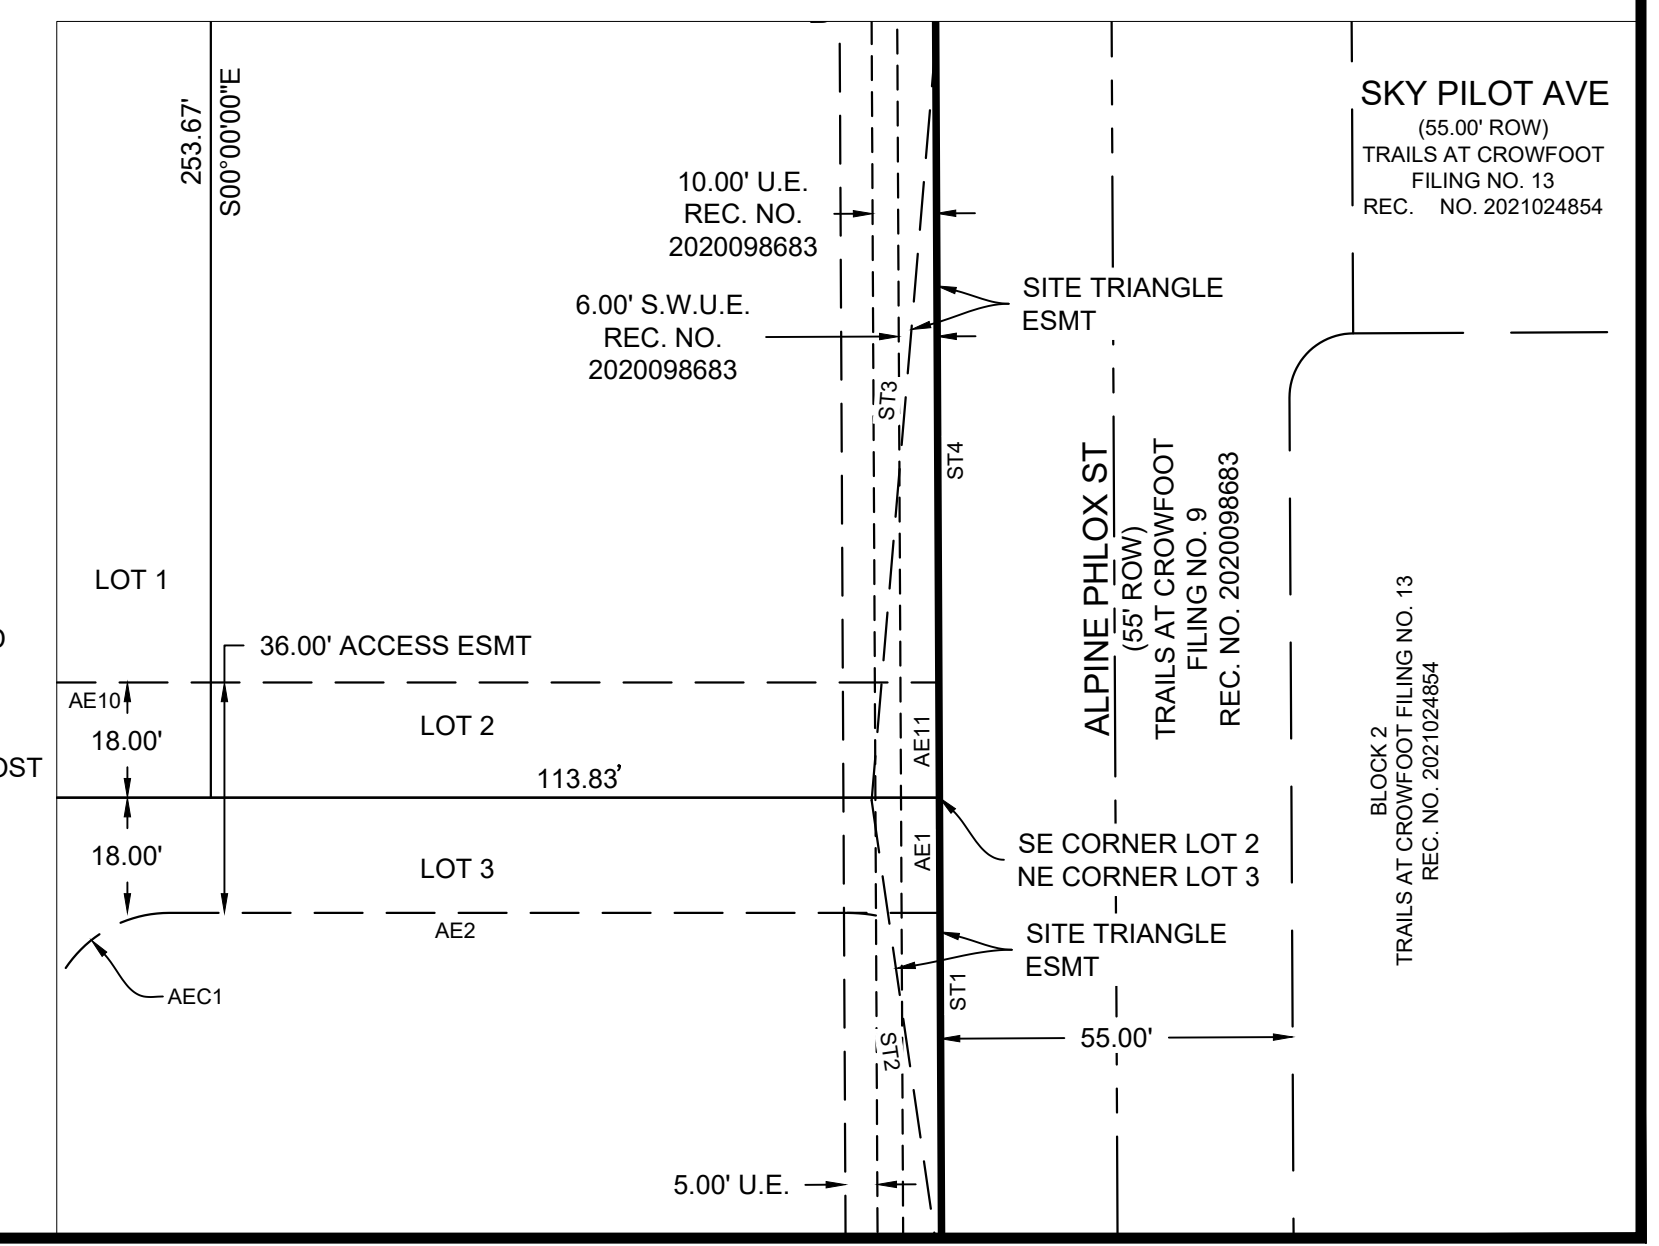 SKY PILOT AVE
(55.00' ROW)
TRAILS AT CROWFOOT
FILING NO. 13
REC. NO. 2021024854
253.67'
S00°00'00"E
10.00' U.E.
REC. NO.
2020098683
6.00' S.W.U.E.
REC. NO.
2020098683
SITE TRIANGLE
ESMT
ST3
ST4
ALPINE PHLOX ST
(55' ROW)
TRAILS AT CROWFOOT
FILING NO. 9
REC. NO. 2020098683
LOT 1
36.00' ACCESS ESMT
AE10
18.00'
LOT 2
AE11
113.83'
OST
BLOCK 2
TRAILS AT CROWFOOT FILING NO. 13
REC. NO. 2021024854
18.00'
LOT 3
AE1
SE CORNER LOT 2
NE CORNER LOT 3
AE2
SITE TRIANGLE
ESMT
AEC1
ST1
ST2
55.00'
5.00' U.E.